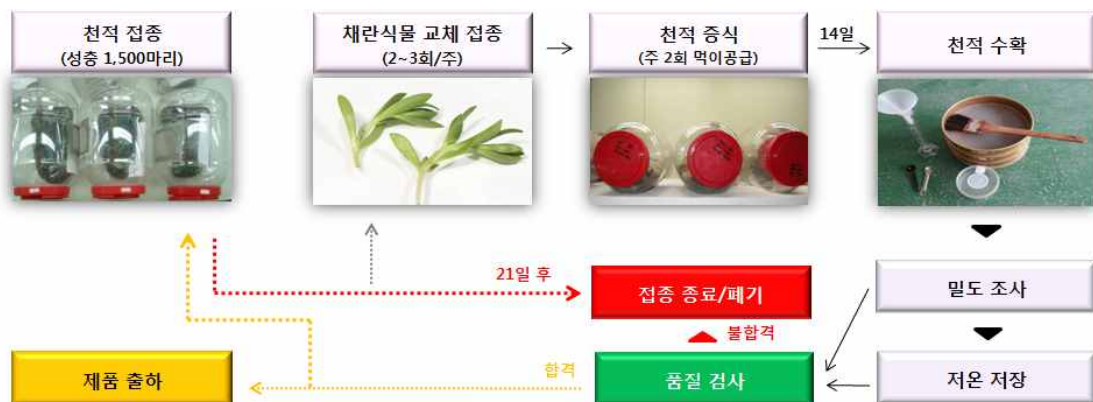 천적 접종
(성충 1,500마리)
채란식물 교체 접종
(2~3회/주)
천적 증식
(주 2회 먹이공급)
14일
천적 수확
21일 후
접종 종료/폐기
밀도 조사
불합격
제품 출하
합격
품질 검사
저온 저장